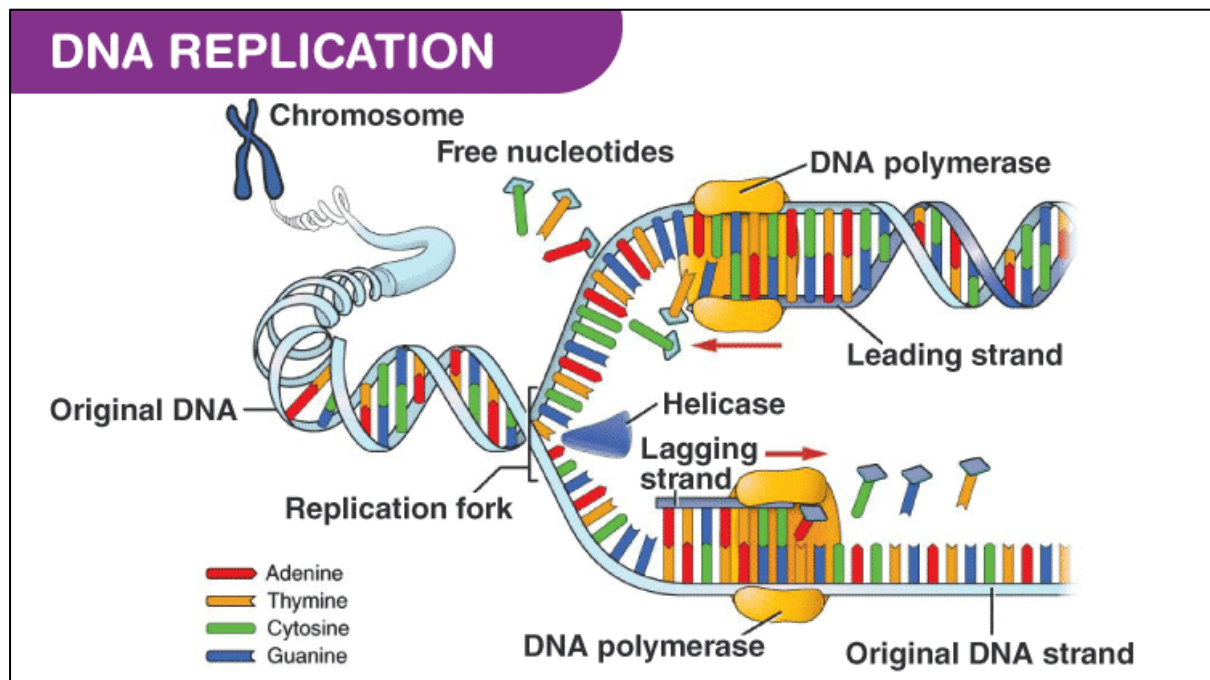 DNA REPLICATION
Chromosome
Free nucleotides
DNA polymerase
Leading strand
Original DNA
Helicase
Lagging
strand
Replication fork
Adenine
Thymine
Cytosine
Guanine
DNA polymerase
Original DNA strand